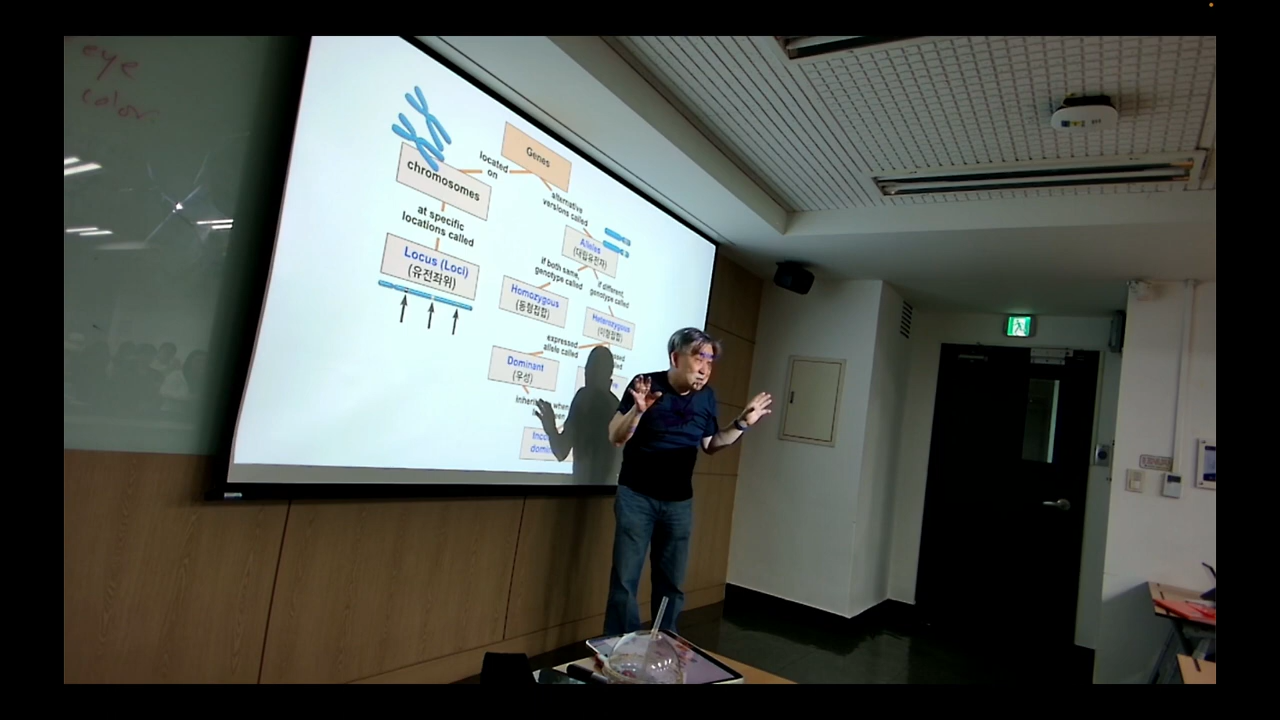 eye
colour
Genes
located
on
chromosomes
alternative
versions called
at specific
locations called
Alleles
(대립유전자)
Locus (Loci)
(유전좌위)
if both same,
genotype called
if different,
genotype called
Homozygous
(동형접합)
Heterozygous
(이형접합)
expressed
allele called
Dominant
(우성)
when